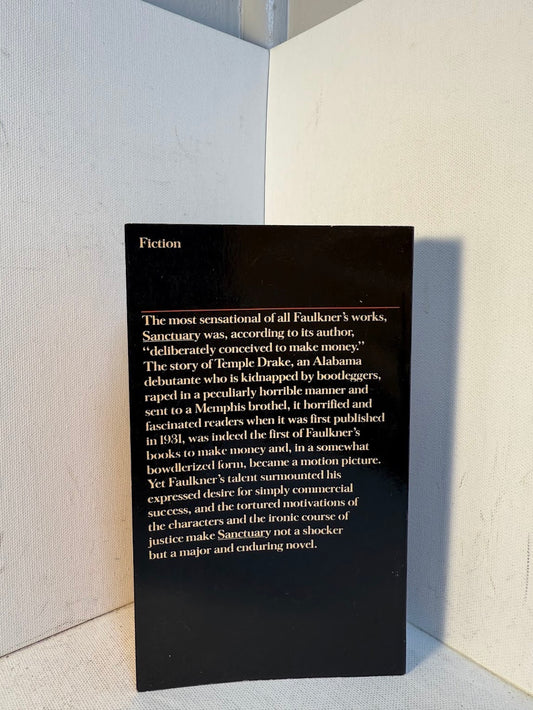 Fiction
The most sensational of all Faulkner's works,
Sanctuary was, according to its author,
“deliberately conceived to make money.”
The story of Temple Drake, an Alabama
debutante who is kidnapped by bootleggers,
raped in a peculiarly horrible manner and
sent to a Memphis brothel, it horrified and
fascinated readers when it was first published
in 1931, was indeed the first of Faulkner's
books to make money and, in a somewhat
bowdlerized form, became a motion picture.
Yet Faulkner's talent surmounted his
expressed desire for simply commercial
success, and the tortured motivations of
the characters and the ironic course of
justice make Sanctuary not a shocker
but a major and enduring novel.